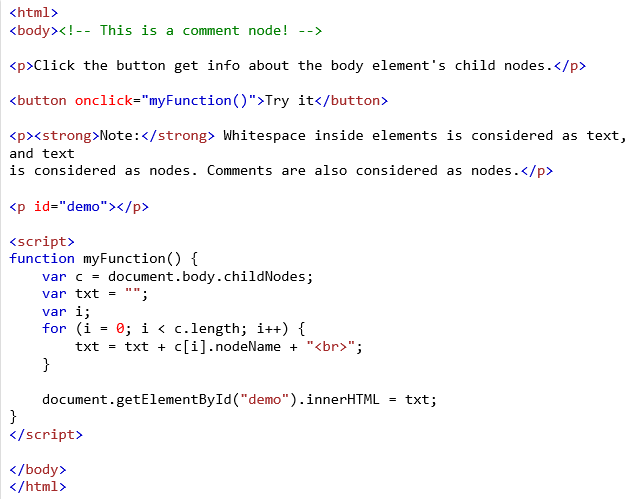 <html>
<body><!-- This is a comment node! -->
<p>Click the button get info about the body element's child nodes.</p>
<button onclick="myFunction()">Try it</button>
<p><strong>Note:</strong> Whitespace inside elements is considered as text,
and text
is considered as nodes. Comments are also considered as nodes.</p>
<p id="demo"></p>
<script>
function myFunction() {
    var c = document.body.childNodes;
    var txt = "";
    var i;
    for (i = 0; i < c.length; i++) {
        txt = txt + c[i].nodeName + "<br>";
    }
    document.getElementById("demo").innerHTML = txt;
}
</script>
</body>
</html>